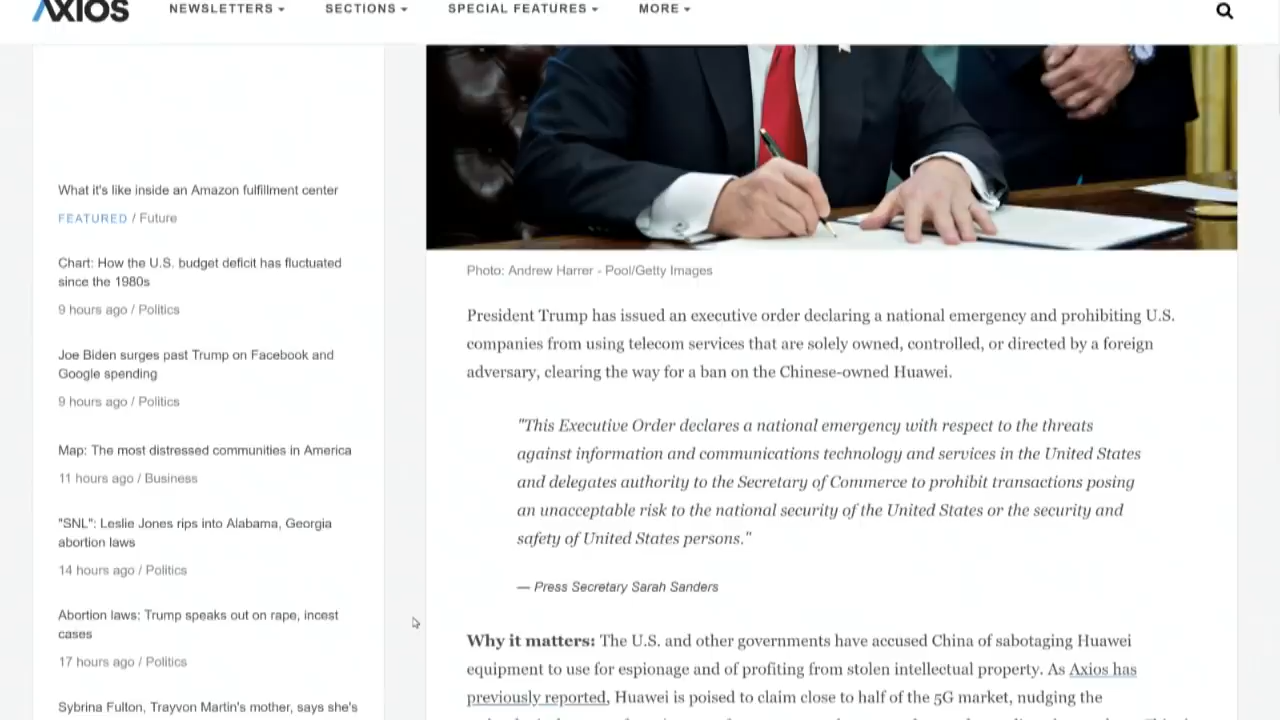 AXIOS
NEWSLETTERS
SECTIONS
SPECIAL FEATURES
MORE
What it's like inside an Amazon fulfillment center
FEATURED / Future
Chart: How the U.S. budget deficit has fluctuated
since the 1980s
9 hours ago / Politics
Joe Biden surges past Trump on Facebook and
Google spending
9 hours ago / Politics
Map: The most distressed communities in America
11 hours ago / Business
"SNL": Leslie Jones rips into Alabama, Georgia
abortion laws
14 hours ago / Politics
Abortion laws: Trump speaks out on rape, incest
cases
17 hours ago / Politics
Sybrina Fulton, Trayvon Martin's mother, says she's
Photo: Andrew Harrer - Pool/Getty Images
President Trump has issued an executive order declaring a national emergency and prohibiting U.S.
companies from using telecom services that are solely owned, controlled, or directed by a foreign
adversary, clearing the way for a ban on the Chinese-owned Huawei.
"This Executive Order declares a national emergency with respect to the threats
against information and communications technology and services in the United States
and delegates authority to the Secretary of Commerce to prohibit transactions posing
an unacceptable risk to the national security of the United States or the security and
safety of United States persons."
— Press Secretary Sarah Sanders
Why it matters: The U.S. and other governments have accused China of sabotaging Huawei
equipment to use for espionage and of profiting from stolen intellectual property. As Axios has
previously reported, Huawei is poised to claim close to half of the 5G market, nudging the